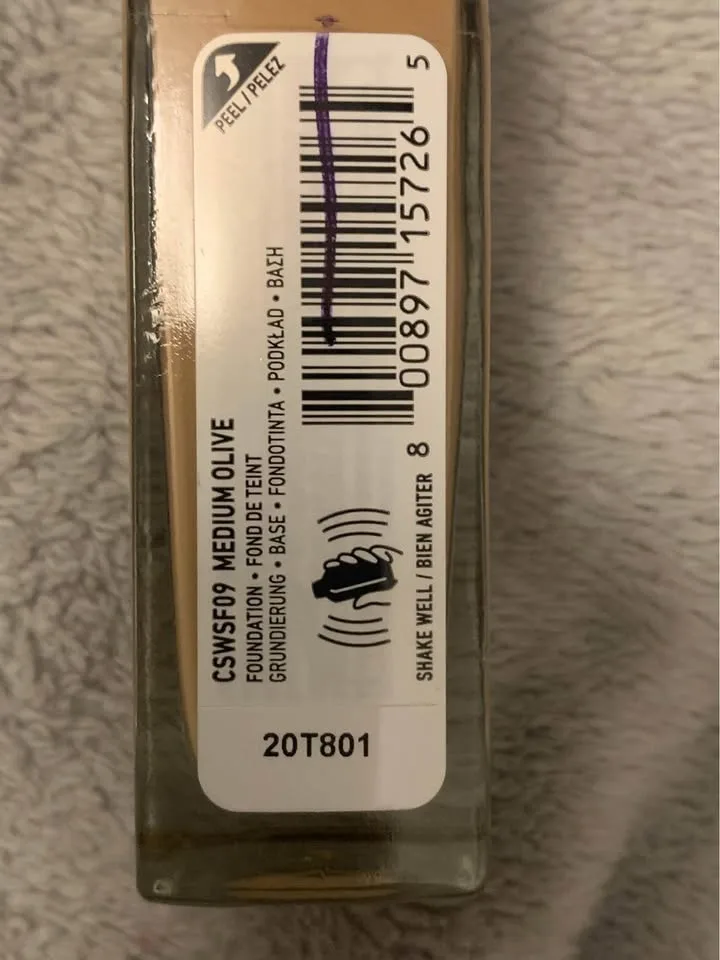 PEEL / PELEZ
CSWSF09 MEDIUM OLIVE
FOUNDATION • FOND DE TEINT
GRUNDIERUNG • BASE • FONDOTINTA • PODKŁAD • ΒΑΣΗ
8 00897 15726 5
SHAKE WELL / BIEN AGITER
20T801